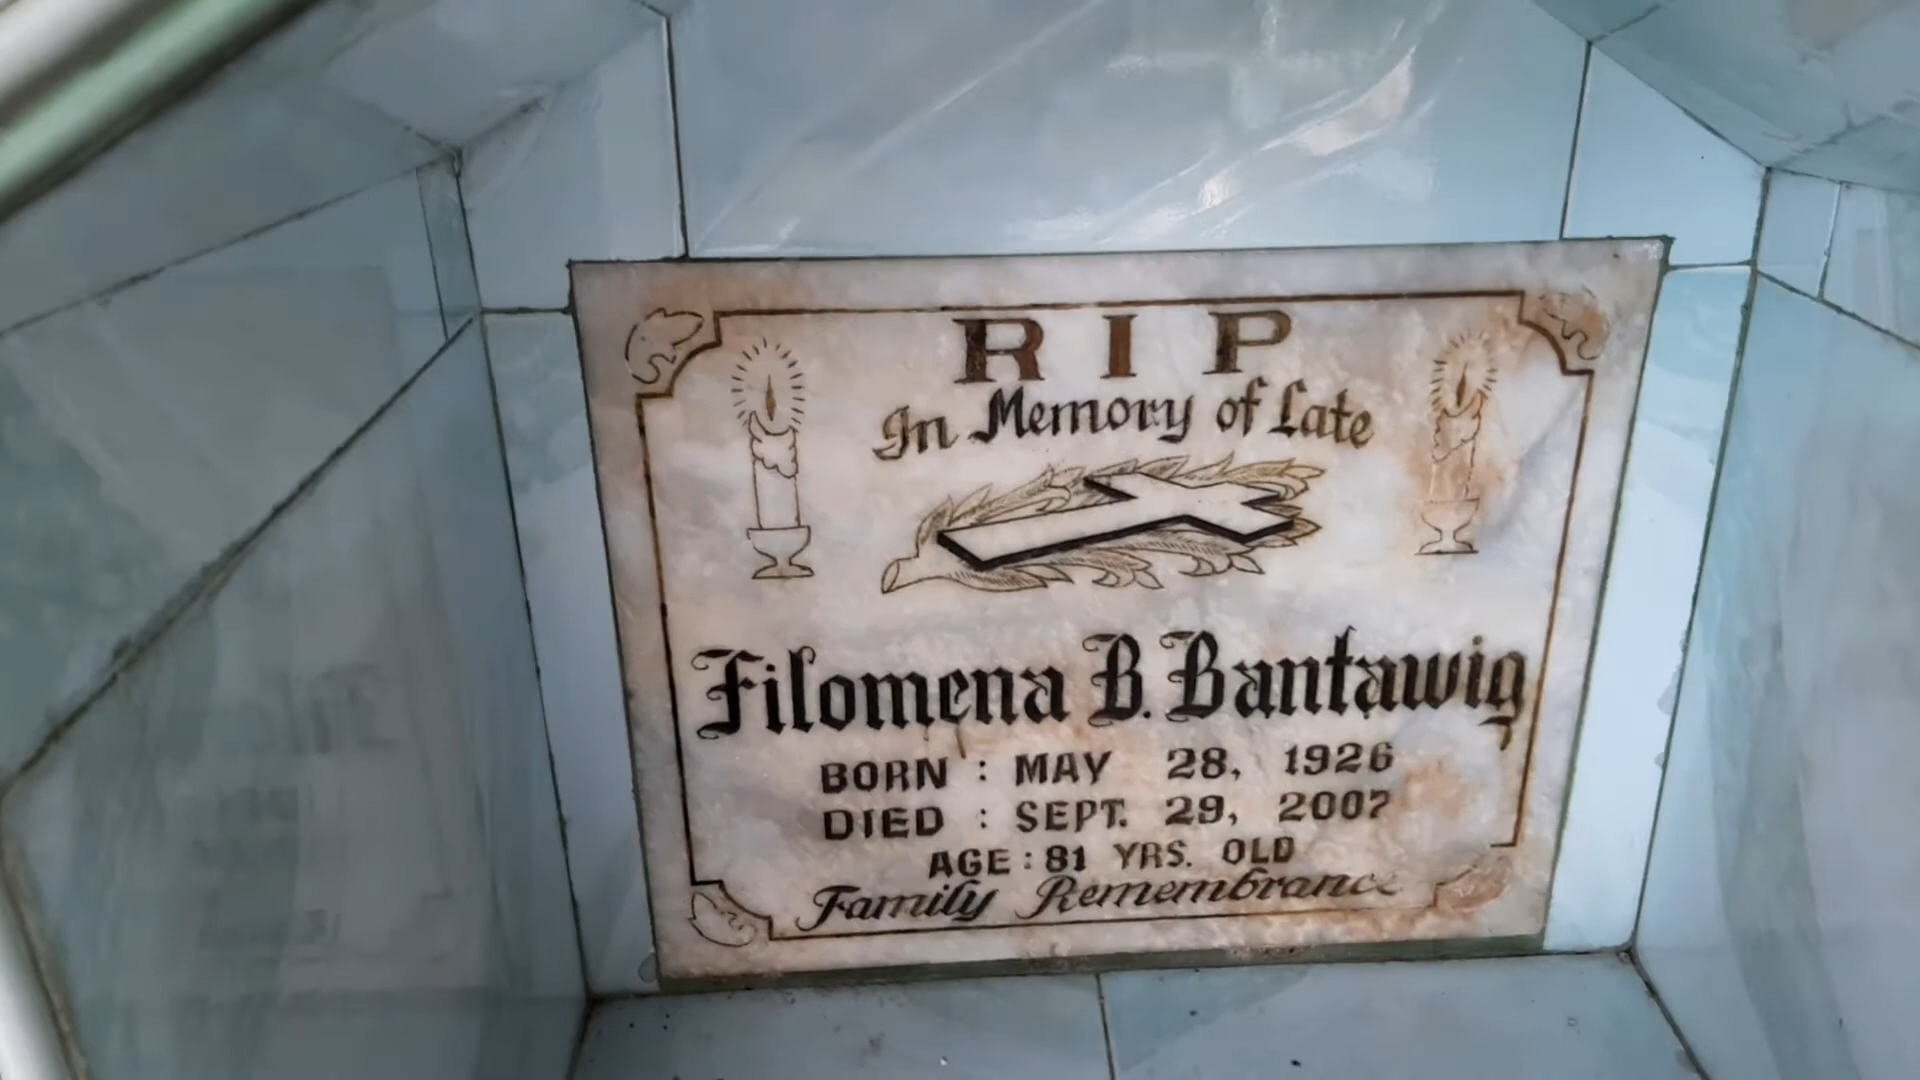 R I P
In Memory of Late
Filomena B. Bantawig
BORN : MAY 28, 1926
DIED : SEPT. 29, 2007
AGE : 81 YRS. OLD
Family Remembrance